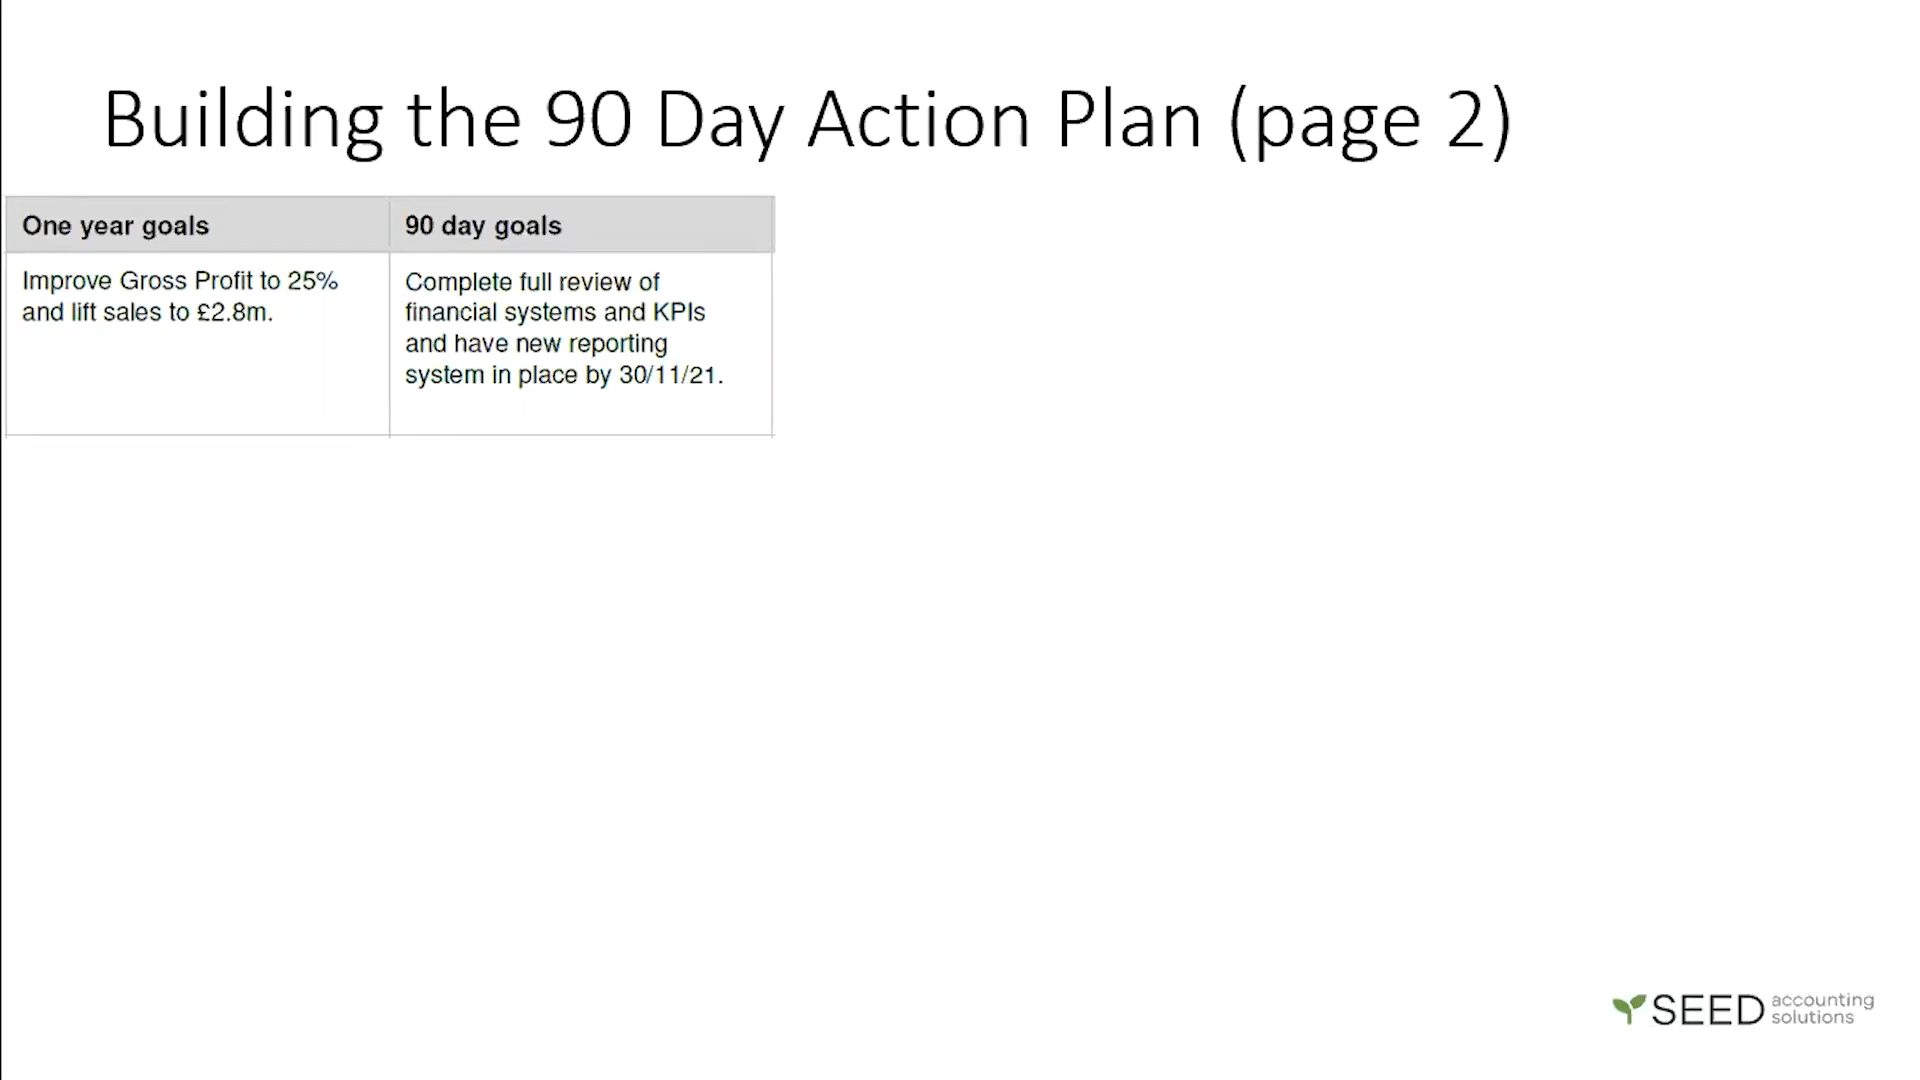 Building the 90 Day Action Plan (page 2)
One year goals
90 day goals
Improve Gross Profit to 25%
and lift sales to £2.8m.
Complete full review of
financial systems and KPIs
and have new reporting
system in place by 30/11/21.
SEED accounting
solutions